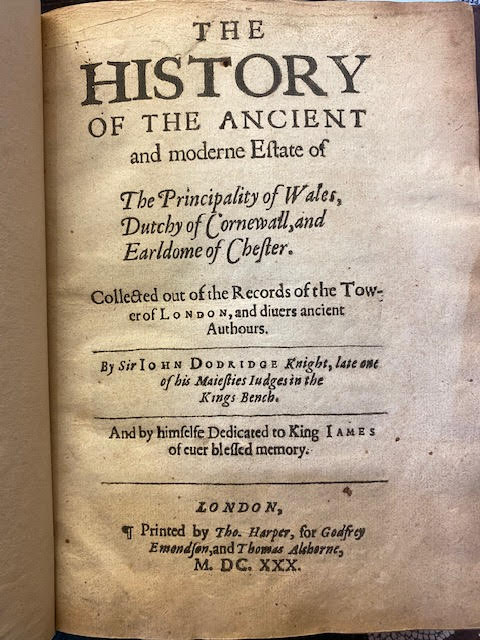 THE
HISTORY
OF THE ANCIENT
and moderne Eſtate of
The Principality of Wales,
Dutchy of Cornewall, and
Earldome of Cheſter.
Collected out of the Records of the Tow-
er of LONDON, and diuers ancient
Authours.
By Sir IOHN DODRIDGE Knight, late one
of his Maieſties Iudges in the
Kings Bench.
And by himſelfe Dedicated to King IAMES
of euer bleſſed memory.
LONDON,
¶ Printed by Tho. Harper, for Godfrey
Emondſon, and Thomas Alchorne,
M. DC. XXX.